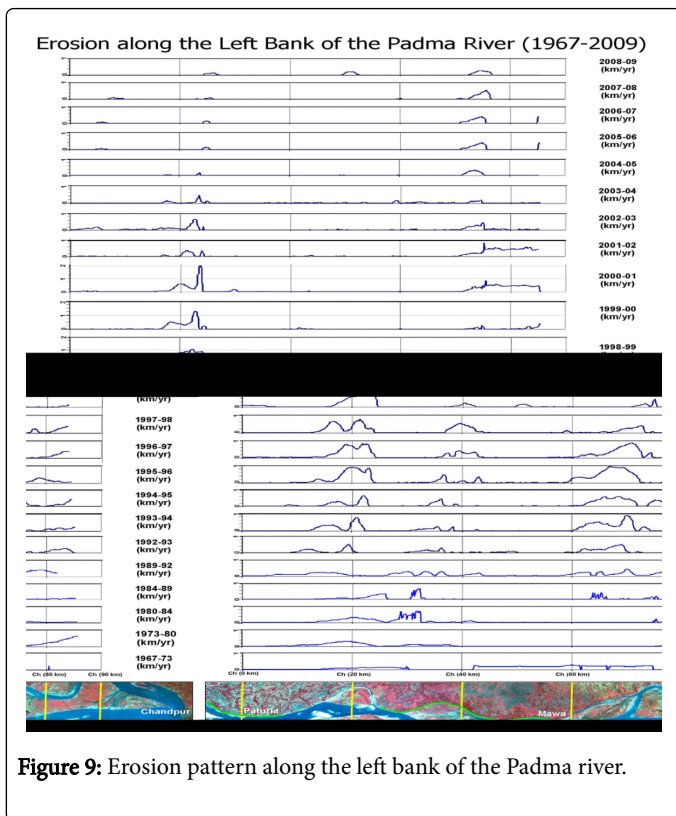 Erosion along the Left Bank of the Padma River (1967-2009)
2008-09
(km/yr)
2007-08
(km/yr)
2006-07
(km/yr)
2005-06
(km/yr)
2004-05
(km/yr)
2003-04
(km/yr)
2002-03
(km/yr)
2001-02
(km/yr)
2000-01
(km/yr)
1999-00
(km/yr)
1998-99
(km/yr)
1997-98
(km/yr)
1996-97
(km/yr)
1995-96
(km/yr)
1994-95
(km/yr)
1993-94
(km/yr)
1992-93
(km/yr)
1989-92
(km/yr)
1984-89
(km/yr)
1980-84
(km/yr)
1973-80
(km/yr)
1967-73
(km/yr)
Ch (80 km) Ch (90 km) Ch (0 km) Ch (20 km) Ch (40 km) Ch (60 km)
Chandpur Paturia Mawa
Figure 9: Erosion pattern along the left bank of the Padma river.